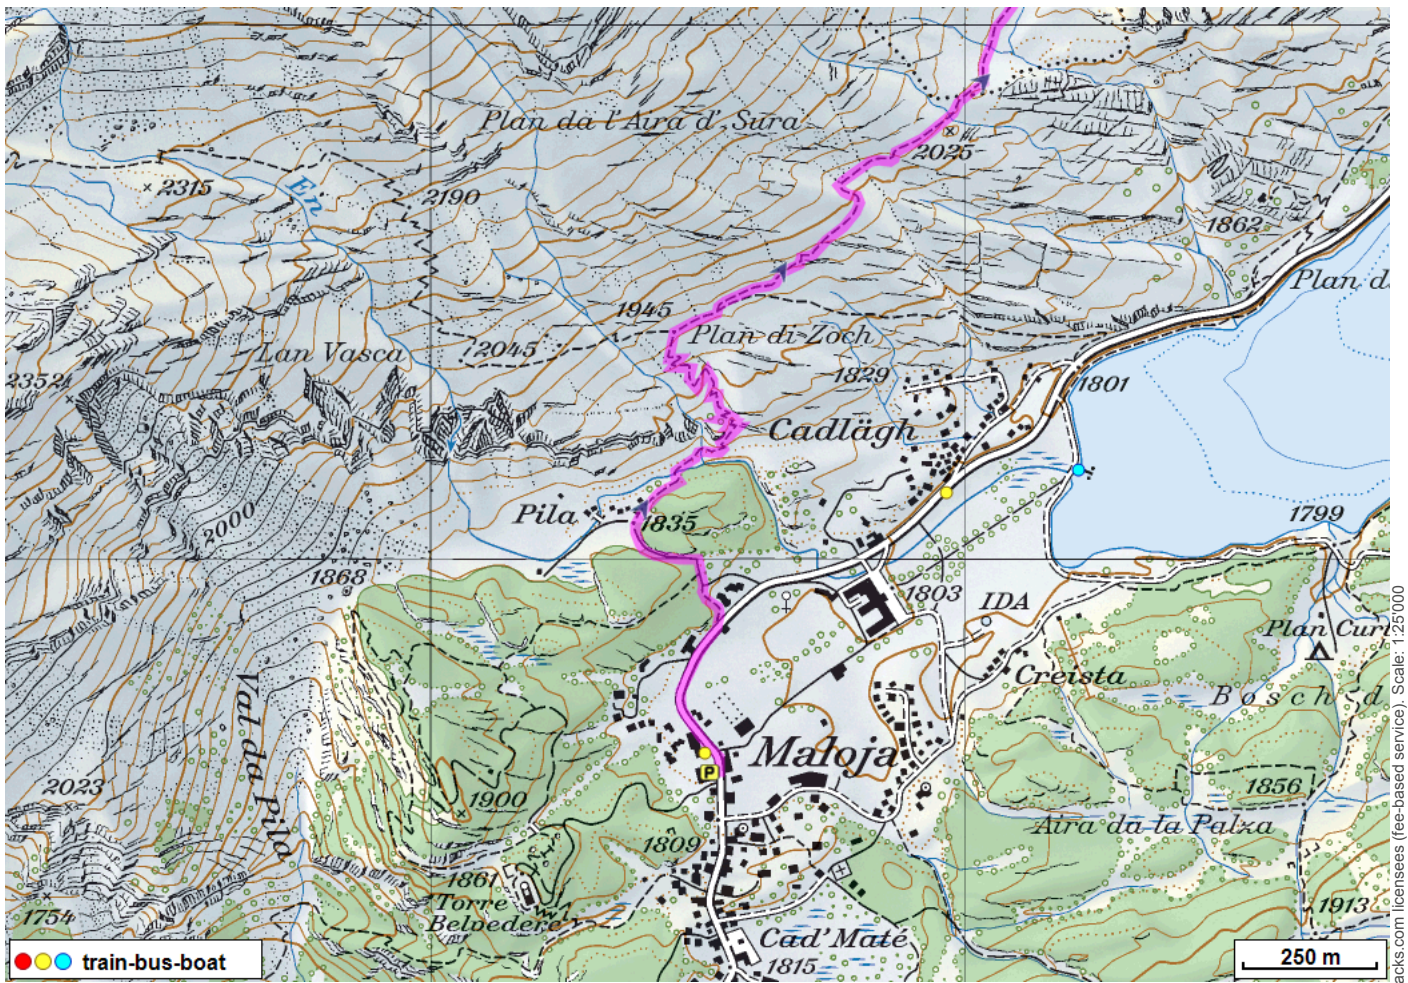 Plan da l'Aira d' Sura
2025
2315
En
2190
1862
Plan d
1945
Plan di Zoch
Lan Vasca
2045
2352
1829
1801
Cadlägh
2000
Pila
1835
1799
1868
1803
IDA
Plan Curt
Creista
Bosch d
Val da Pila
Maloja
P
2023
1900
1856
Aira da la Palza
1809
1861
Torre
Belvedere
1754
1913
Cad'Maté
1815
train-bus-boat
250 m
acks.com licensees (fee-based service). Scale: 1:25'000